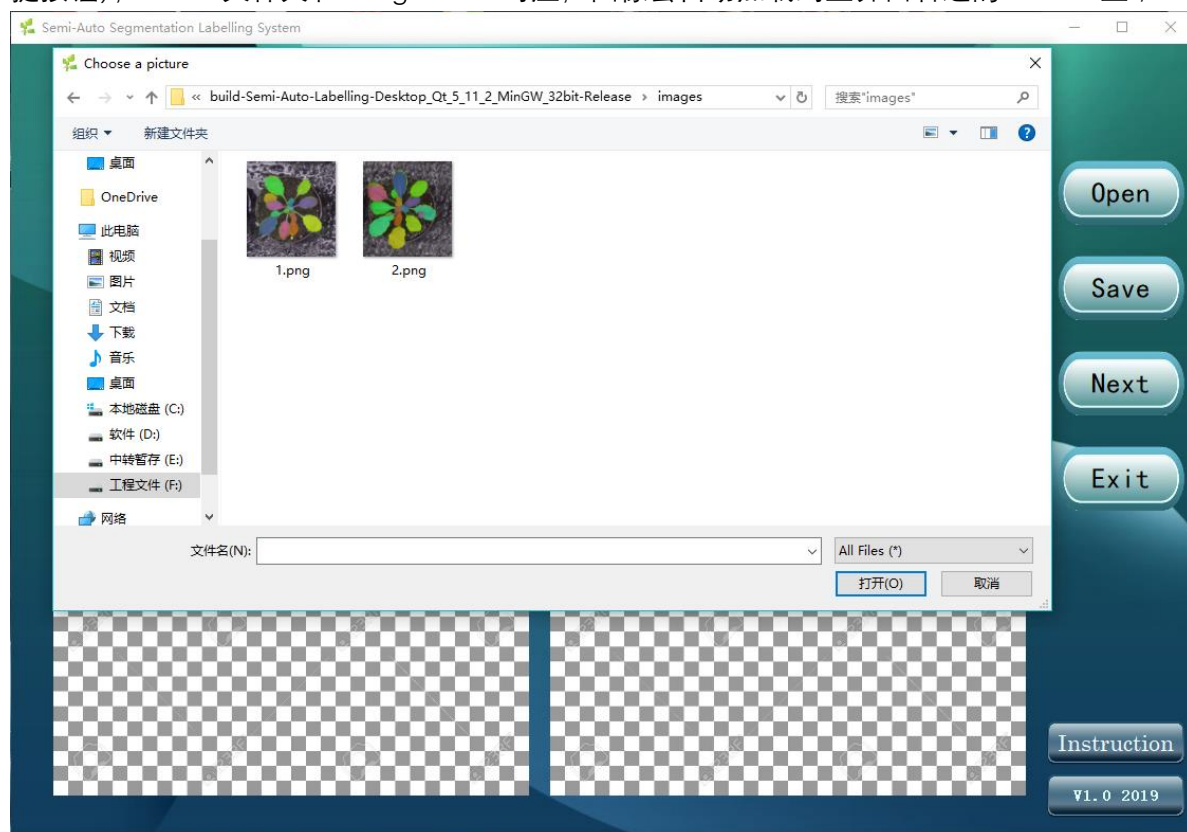 Semi-Auto Segmentation Labelling System
Choose a picture
« build-Semi-Auto-Labelling-Desktop_Qt_5_11_2_MinGW_32bit-Release › images
搜索"images"
组织
新建文件夹
桌面
OneDrive
此电脑
视频
图片
文档
下载
音乐
桌面
本地磁盘 (C:)
软件 (D:)
中转暂存 (E:)
工程文件 (F:)
网络
1.png
2.png
文件名(N):
All Files (*)
打开(O)
取消
Open
Save
Next
Exit
Instruction
V1.0 2019